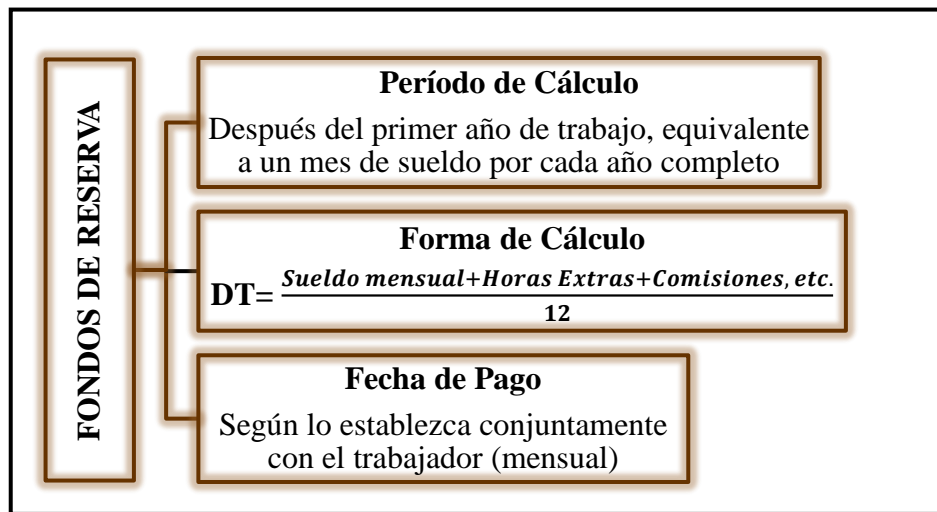 FONDOS DE RESERVA
Período de Cálculo
Después del primer año de trabajo, equivalente
a un mes de sueldo por cada año completo
Forma de Cálculo
DT= Sueldo mensual+Horas Extras+Comisiones, etc.
12
Fecha de Pago
Según lo establezca conjuntamente
con el trabajador (mensual)